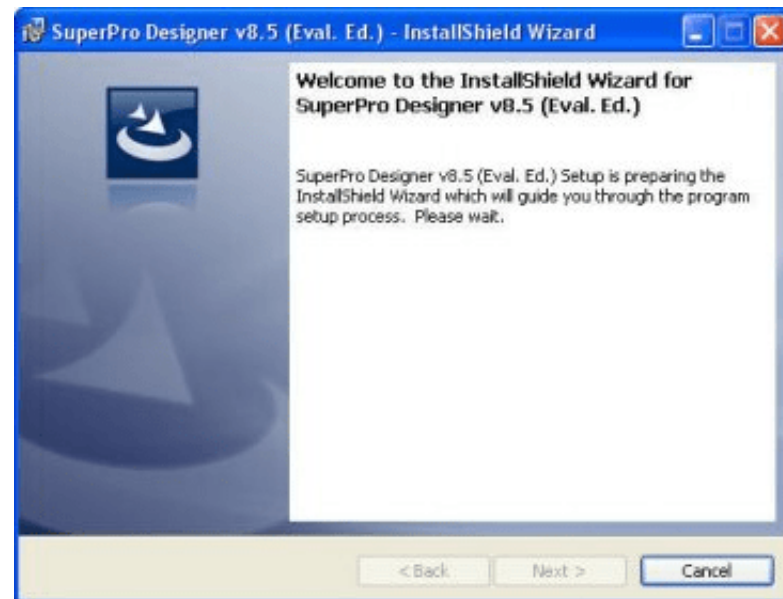 SuperPro Designer v8.5 (Eval. Ed.) - InstallShield Wizard
Welcome to the InstallShield Wizard for
SuperPro Designer v8.5 (Eval. Ed.)
SuperPro Designer v8.5 (Eval. Ed.) Setup is preparing the
InstallShield Wizard which will guide you through the program
setup process. Please wait.
< Back Next > Cancel